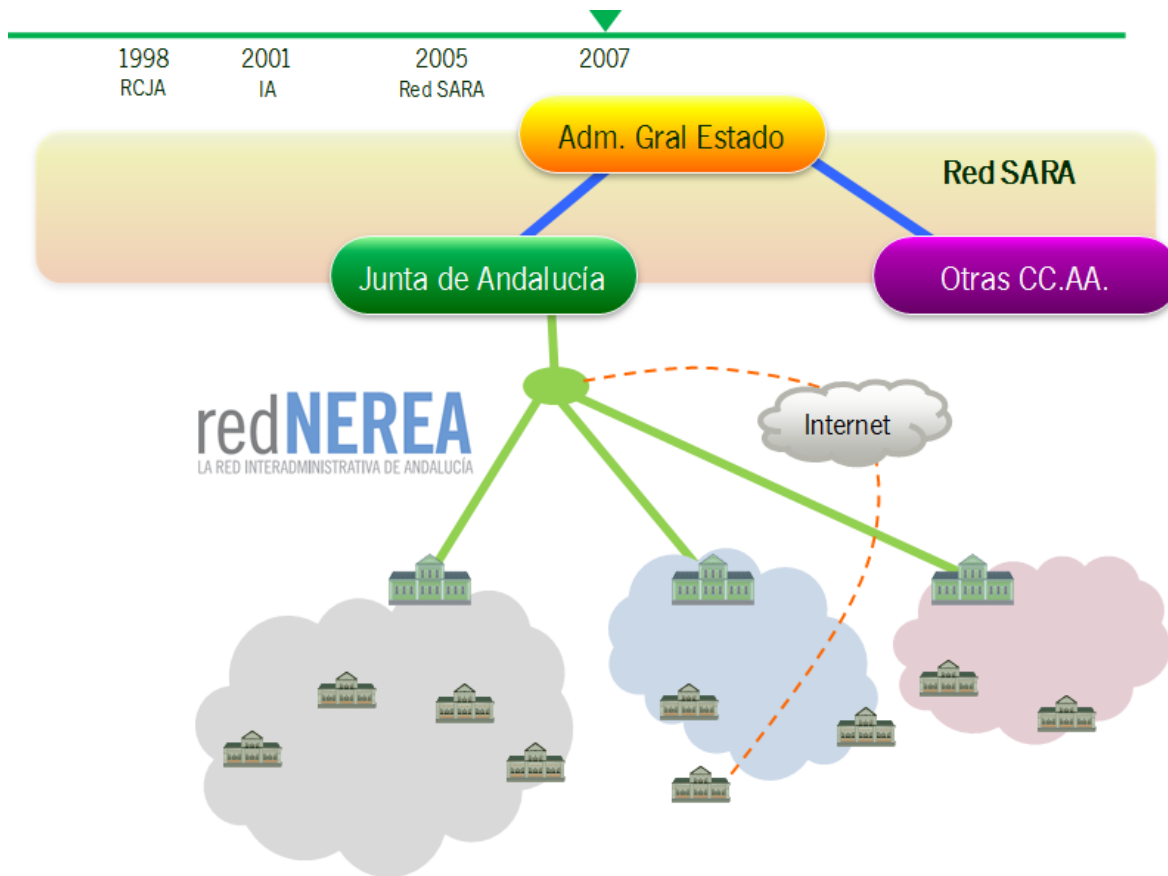 1998
RCJA
2001
IA
2005
Red SARA
2007
Adm. Gral Estado
Red SARA
Junta de Andalucía
Otras CC.AA.
redNEREA
LA RED INTERADMINISTRATIVA DE ANDALUCÍA
Internet